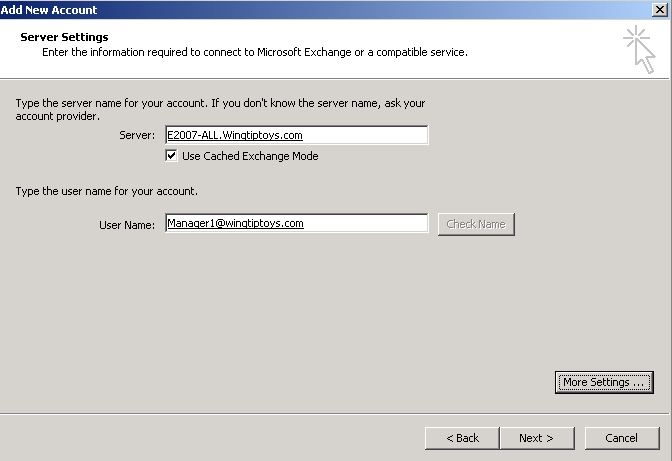 Add New Account
Server Settings
Enter the information required to connect to Microsoft Exchange or a compatible service.
Type the server name for your account. If you don't know the server name, ask your
account provider.
Server: E2007-ALL.Wingtiptoys.com
Use Cached Exchange Mode
Type the user name for your account.
User Name: Manager1@wingtiptoys.com Check Name
More Settings ...
< Back Next > Cancel